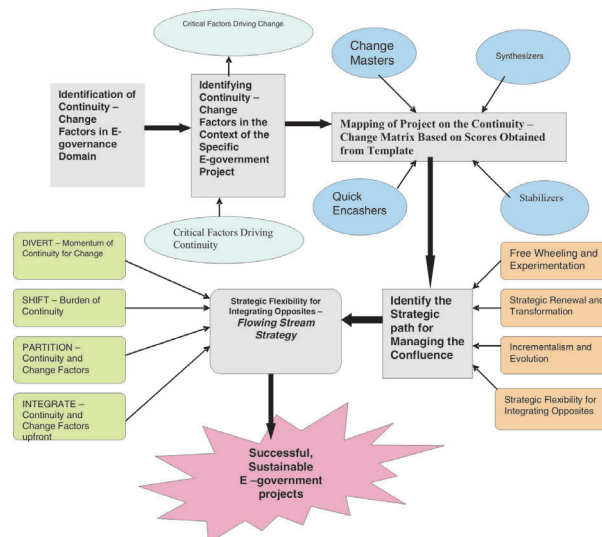 Critical Factors Driving Change
Identification of
Continuity –
Change
Factors in E-
governance
Domain
Identifying
Continuity –
Change
Factors in the
Context of the
Specific
E-government
Project
Critical Factors Driving
Continuity
Change
Masters
Synthesizers
Mapping of Project on the Continuity –
Change Matrix Based on Scores Obtained
from Template
Quick
Encashers
Stabilizers
DIVERT – Momentum of
Continuity for Change
SHIFT – Burden of
Continuity
PARTITION –
Continuity and
Change Factors
INTEGRATE – Continuity
and Change Factors
upfront
Strategic Flexibility for
Integrating Opposites –
Flowing Stream
Strategy
Identify the
Strategic
path for
Managing the
Confluence
Free Wheeling and
Experimentation
Strategic Renewal and
Transformation
Incrementalism and
Evolution
Strategic Flexibility for
Integrating Opposites
Successful,
Sustainable
E –government
projects